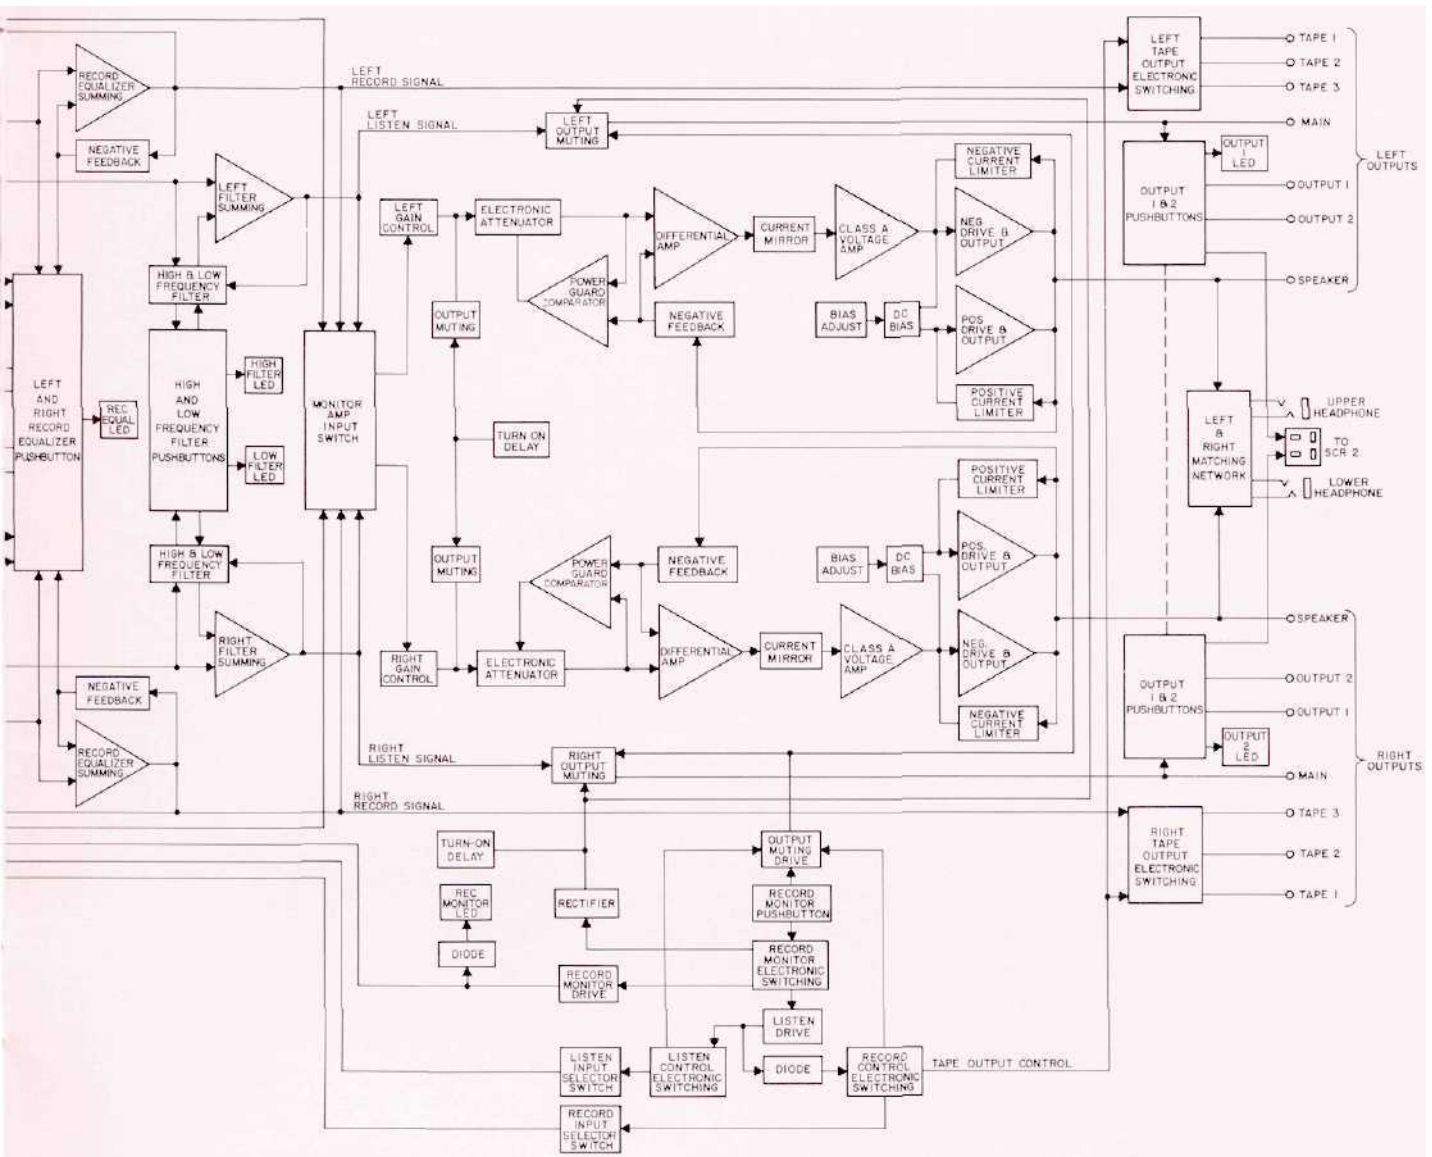 RECORD
EQUALIZER
SUMMING
NEGATIVE
FEEDBACK
LEFT
RECORD SIGNAL
LEFT
LISTEN SIGNAL
LEFT
OUTPUT
MUTING
LEFT
TAPE
OUTPUT
ELECTRONIC
SWITCHING
TAPE 1
TAPE 2
TAPE 3
MAIN
OUTPUT
1
LED
OUTPUT
1 & 2
PUSHBUTTONS
OUTPUT 1
OUTPUT 2
SPEAKER
LEFT
OUTPUTS
LEFT
FILTER
SUMMING
HIGH & LOW
FREQUENCY
FILTER
LEFT
GAIN
CONTROL
ELECTRONIC
ATTENUATOR
DIFFERENTIAL
AMP
CURRENT
MIRROR
CLASS A
VOLTAGE
AMP
NEGATIVE
CURRENT
LIMITER
NEG.
DRIVE &
OUTPUT
POWER
GUARD
COMPARATOR
OUTPUT
MUTING
NEGATIVE
FEEDBACK
BIAS
ADJUST
DC
BIAS
POS.
DRIVE &
OUTPUT
POSITIVE
CURRENT
LIMITER
LEFT
AND
RIGHT
RECORD
EQUALIZER
PUSHBUTTON
REC
EQUAL
LED
HIGH
AND
LOW
FREQUENCY
FILTER
PUSHBUTTONS
HIGH
FILTER
LED
LOW
FILTER
LED
MONITOR
AMP
INPUT
SWITCH
TURN ON
DELAY
LEFT
&
RIGHT
MATCHING
NETWORK
UPPER
HEADPHONE
TO
SCR 2
LOWER
HEADPHONE
POSITIVE
CURRENT
LIMITER
HIGH & LOW
FREQUENCY
FILTER
OUTPUT
MUTING
POWER
GUARD
COMPARATOR
NEGATIVE
FEEDBACK
BIAS
ADJUST
DC
BIAS
POS.
DRIVE &
OUTPUT
RIGHT
FILTER
SUMMING
RIGHT
GAIN
CONTROL
ELECTRONIC
ATTENUATOR
DIFFERENTIAL
AMP
CURRENT
MIRROR
CLASS A
VOLTAGE
AMP
NEG.
DRIVE &
OUTPUT
NEGATIVE
CURRENT
LIMITER
SPEAKER
OUTPUT
1 & 2
PUSHBUTTONS
OUTPUT 2
OUTPUT 1
OUTPUT
2
LED
MAIN
RIGHT
OUTPUTS
NEGATIVE
FEEDBACK
RECORD
EQUALIZER
SUMMING
RIGHT
LISTEN SIGNAL
RIGHT
OUTPUT
MUTING
RIGHT
RECORD SIGNAL
RIGHT
TAPE
OUTPUT
ELECTRONIC
SWITCHING
TAPE 3
TAPE 2
TAPE 1
TURN-ON
DELAY
OUTPUT
MUTING
DRIVE
REC
MONITOR
LED
RECTIFIER
RECORD
MONITOR
PUSHBUTTON
DIODE
RECORD
MONITOR
DRIVE
RECORD
MONITOR
ELECTRONIC
SWITCHING
LISTEN
DRIVE
LISTEN
INPUT
SELECTOR
SWITCH
LISTEN
CONTROL
ELECTRONIC
SWITCHING
DIODE
RECORD
CONTROL
ELECTRONIC
SWITCHING
TAPE OUTPUT CONTROL
RECORD
INPUT
SELECTOR
SWITCH